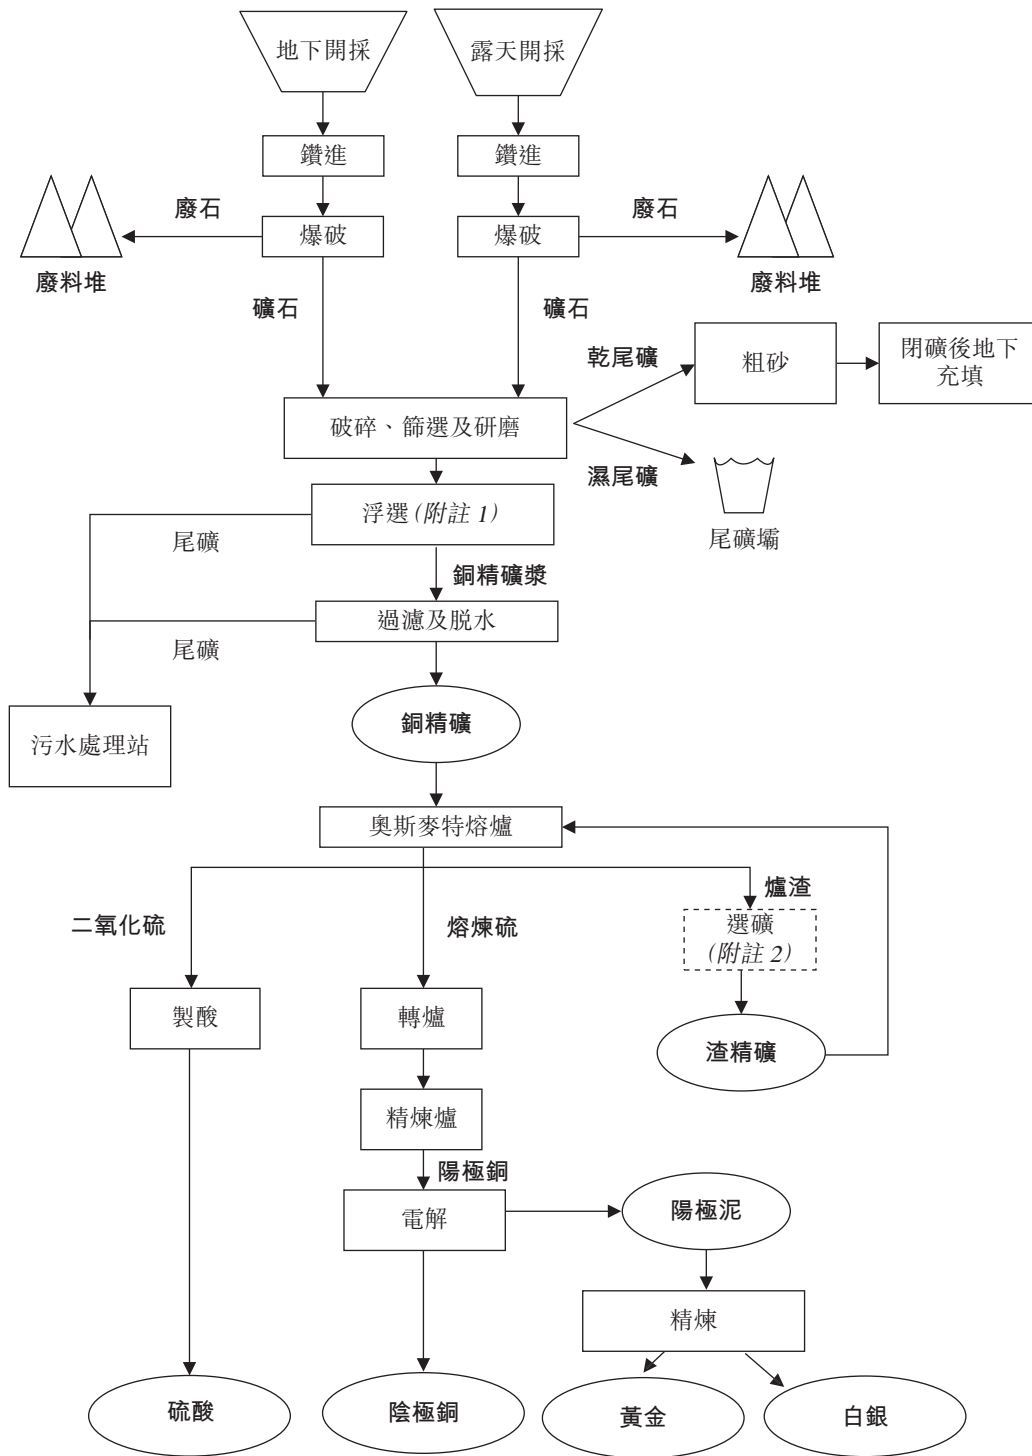 地下開採
露天開採
鑽進
鑽進
廢石
廢石
爆破
爆破
廢料堆
廢料堆
礦石
礦石
乾尾礦
粗砂
閉礦後地下
充填
破碎、篩選及研磨
濕尾礦
尾礦壩
浮選(附註 1)
尾礦
銅精礦漿
過濾及脫水
尾礦
銅精礦
污水處理站
奧斯麥特熔爐
二氧化硫
熔煉硫
爐渣
選礦
(附註 2)
製酸
轉爐
渣精礦
精煉爐
陽極銅
電解
陽極泥
精煉
硫酸
陰極銅
黃金
白銀